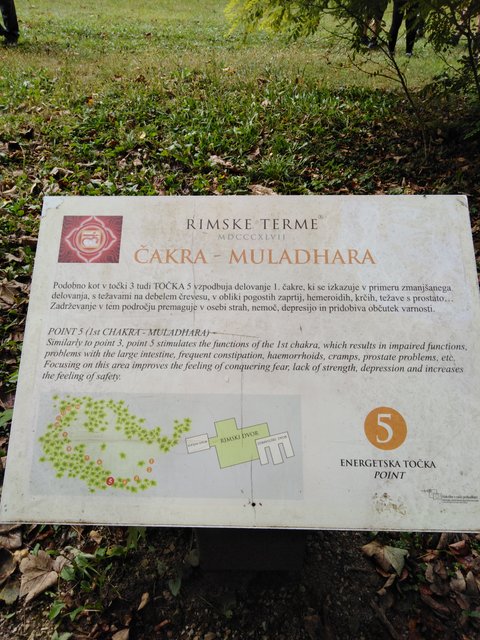 RIMSKE TERME®
MDCCCXLVII
ČAKRA - MULADHARA
Podobno kot v točki 3 tudi TOČKA 5 vzpodbuja delovanje 1. čakre, ki se izkazuje v primeru zmanjšanega
delovanja, s težavami na debelem črevesu, v obliki pogostih zaprtij, hemeroidih, krčih, težave s prostato...
Zadrževanje v tem področju premaguje v osebi strah, nemoč, depresijo in pridobiva občutek varnosti.
POINT 5 (1st CHAKRA - MULADHARA) -
Similarly to point 3, point 5 stimulates the functions of the 1st chakra, which results in impaired functions,
problems with the large intestine, frequent constipation, haemorrhoids, cramps, prostate problems, etc.
Focusing on this area improves the feeling of conquering fear, lack of strength, depression and increases
the feeling of safety.
RIMSKI DVOR
5
5
ENERGETSKA TOČKA
POINT